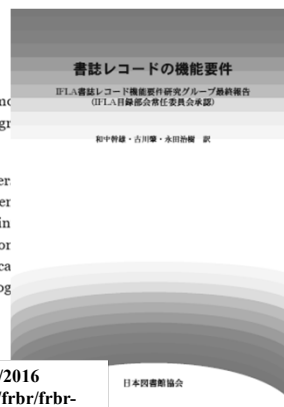 書誌レコードの機能要件
IFLA書誌レコード機能要件研究グループ最終報告
(IFLA目録部会常任委員会承認)
和中幹雄・古川肇・永田治樹 訳
日本図書館協会
/2016
/frbr/frbr-